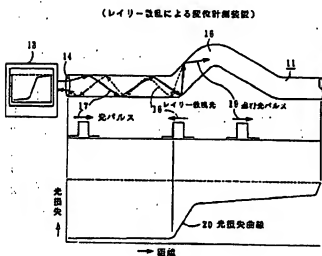 (レイリー散乱による変位計測装置)
13
14
16
11
17
光パルス
18
レイリー散乱光
19 及び光パルス
光損失
20 光損失曲線
距離